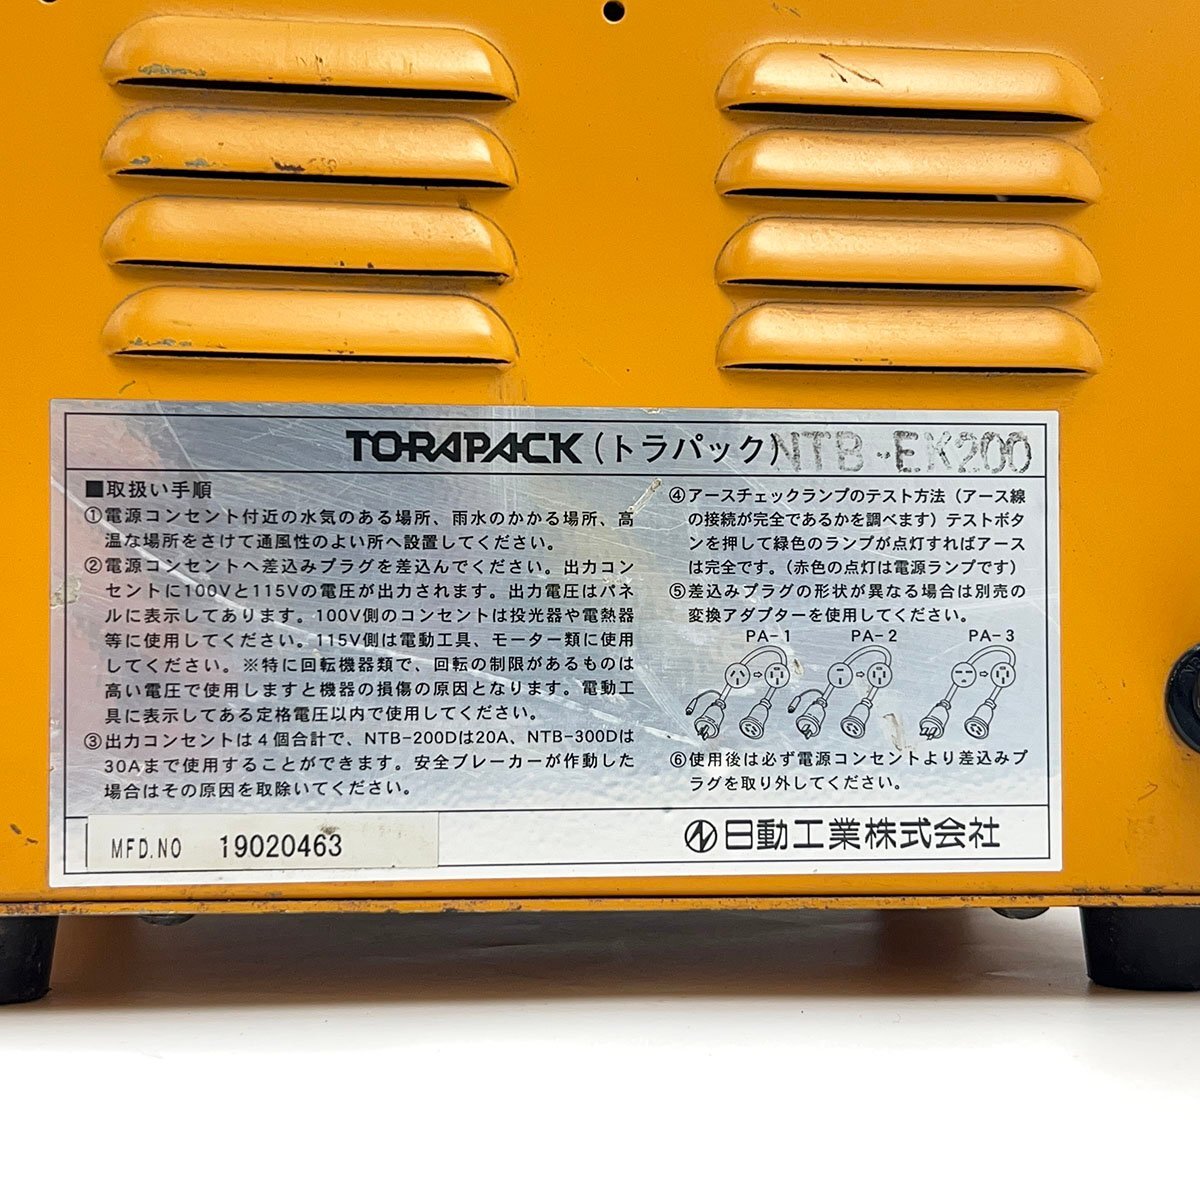 TORAPACK (トラパック) NTB-EK200
■取扱い手順
①電源コンセント付近の水気のある場所、雨水のかかる場所、高
温な場所をさけて通風性のよい所へ設置してください。
②電源コンセントへ差込みプラグを差込んでください。出力コン
セントに100Vと115Vの電圧が出力されます。出力電圧はパネ
ルに表示してあります。100V側のコンセントは投光器や電熱器
等に使用してください。115V側は電動工具、モーター類に使用
してください。※特に回転機器類で、回転の制限があるものは
高い電圧で使用しますと機器の損傷の原因となります。電動工
具に表示してある定格電圧以内で使用してください。
③出力コンセントは4個合計で、NTB-200Dは20A、NTB-300Dは
30Aまで使用することができます。安全ブレーカーが作動した
場合はその原因を取除いてください。
④アースチェックランプのテスト方法（アース線
の接続が完全であるかを調べます）テストボタ
ンを押して緑色のランプが点灯すればアース
は完全です。（赤色の点灯は電源ランプです）
⑤差込みプラグの形状が異なる場合は別売の
変換アダプターを使用してください。
PA-1 PA-2 PA-3
⑥使用後は必ず電源コンセントより差込みプ
ラグを取り外してください。
MFD.NO 19020463
日動工業株式会社